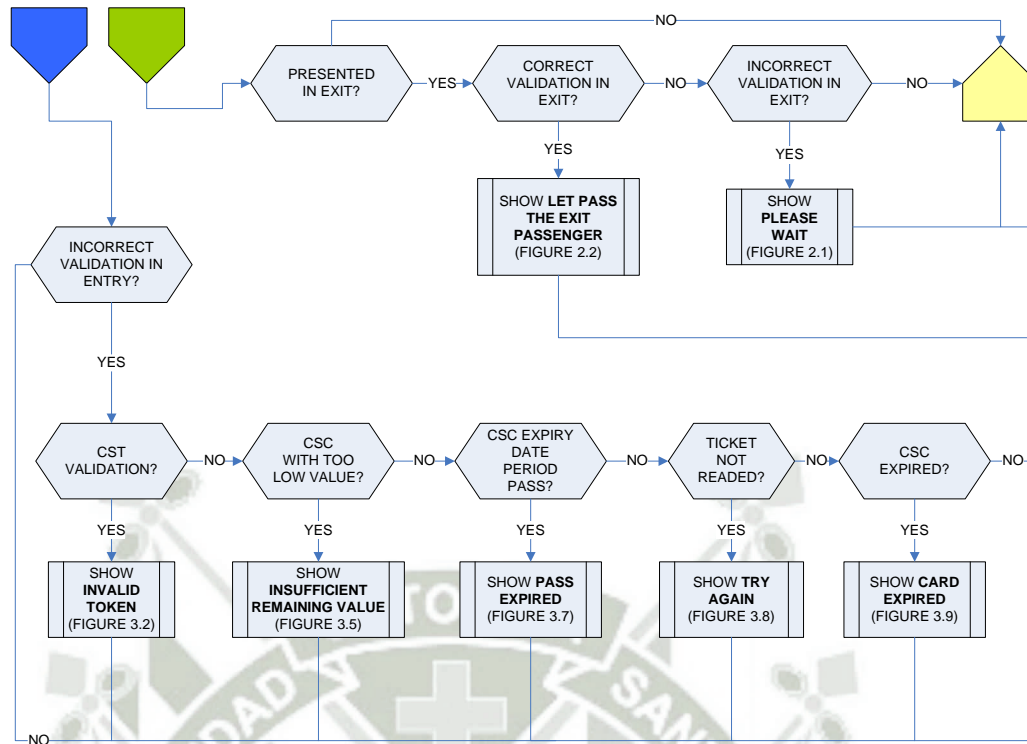 NO
PRESENTED
IN EXIT?
YES
CORRECT
VALIDATION IN
EXIT?
NO
INCORRECT
VALIDATION IN
EXIT?
NO
YES
YES
SHOW LET PASS
THE EXIT
PASSENGER
(FIGURE 2.2)
SHOW
PLEASE
WAIT
(FIGURE 2.1)
INCORRECT
VALIDATION IN
ENTRY?
YES
CST
VALIDATION?
NO
CSC
WITH TOO
LOW VALUE?
NO
CSC EXPIRY
DATE
PERIOD
PASS?
NO
TICKET
NOT
READED?
NO
CSC
EXPIRED?
NO
YES
YES
YES
YES
YES
SHOW
INVALID
TOKEN
(FIGURE 3.2)
SHOW
INSUFFICIENT
REMAINING VALUE
(FIGURE 3.5)
SHOW PASS
EXPIRED
(FIGURE 3.7)
SHOW TRY
AGAIN
(FIGURE 3.8)
SHOW CARD
EXPIRED
(FIGURE 3.9)
NO